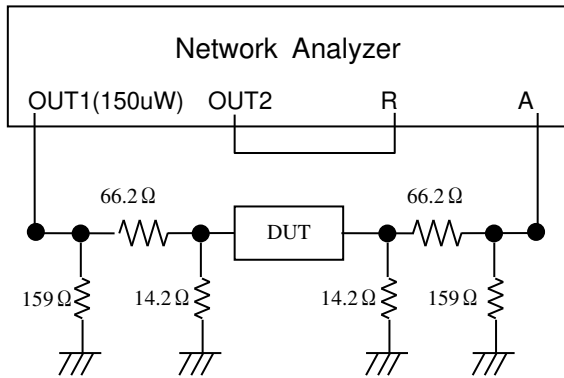 Network Analyzer
OUT1(150uW) OUT2 R A
66.2Ω 66.2Ω
DUT
159Ω 14.2Ω 14.2Ω 159Ω